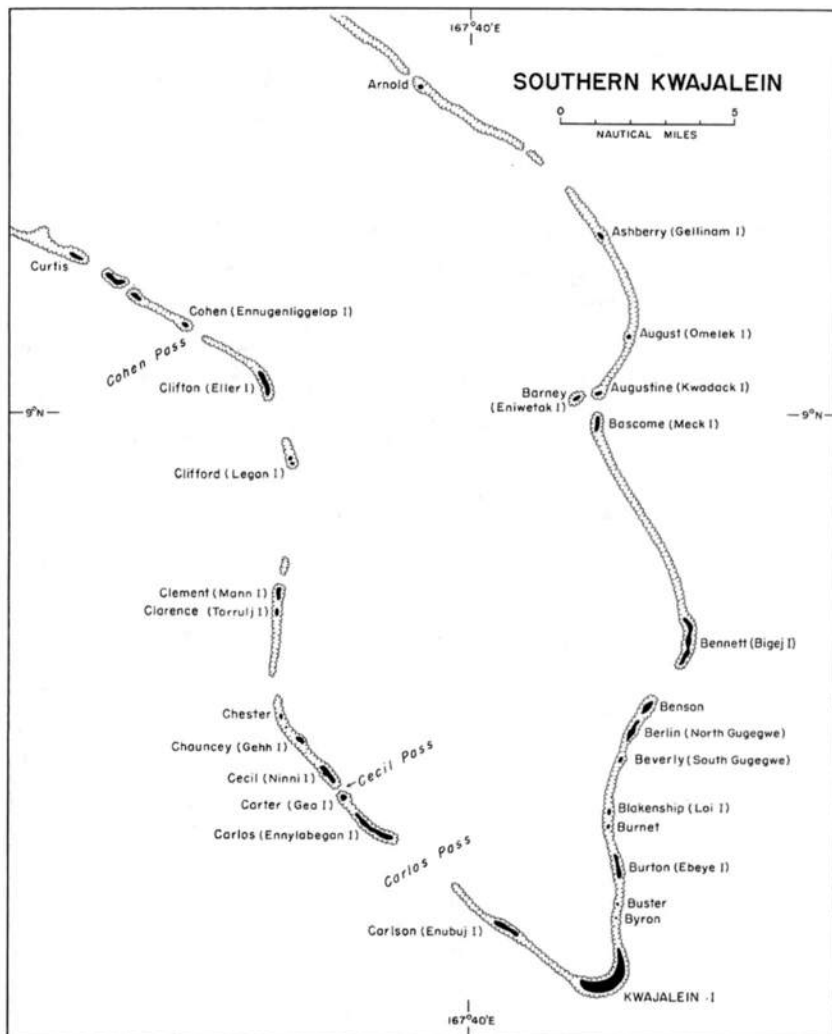 167°40'E
SOUTHERN KWAJALEIN
0 5
NAUTICAL MILES
Arnold
Ashberry (Gellinam I)
Curtis
Cohen (Ennugenliggelap I)
Cohen Pass
August (Omelek I)
Clifton (Eller I)
Barney
(Eniwetak I)
Augustine (Kwadack I)
9°N
9°N
Bascome (Meck I)
Clifford (Legan I)
Clement (Mann I)
Clarence (Torrulj I)
Bennett (Bigej I)
Chester
Benson
Chauncey (Gehh I)
Berlin (North Gugegwe)
Cecil Pass
Beverly (South Gugegwe)
Cecil (Ninni I)
Carter (Gea I)
Blakenship (Loi I)
Burnet
Carlos (Ennylabegan I)
Carlos Pass
Burton (Ebeye I)
Buster
Byron
Carlson (Enubuj I)
KWAJALEIN I
167°40'E